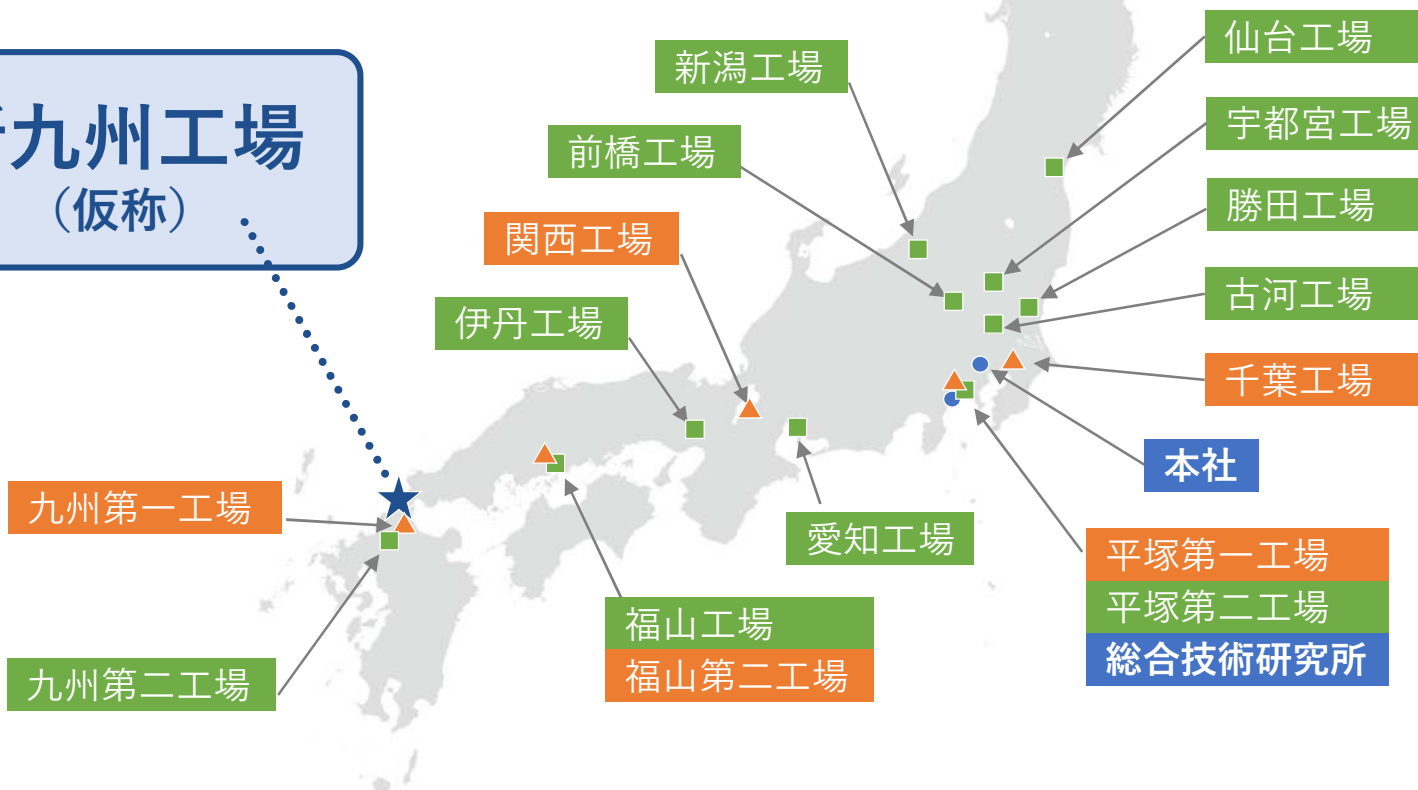 九州工場
（仮称）
新潟工場
前橋工場
関西工場
伊丹工場
仙台工場
宇都宮工場
勝田工場
古河工場
千葉工場
本社
九州第一工場
愛知工場
平塚第一工場
平塚第二工場
総合技術研究所
福山工場
福山第二工場
九州第二工場